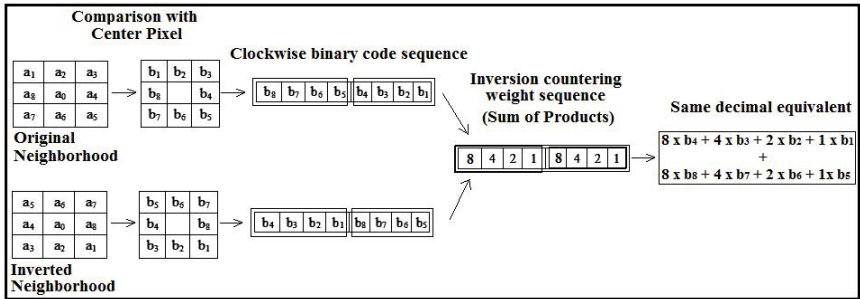 Comparison with
Center Pixel
Clockwise binary code sequence
Inversion countering
weight sequence
(Sum of Products)
Same decimal equivalent
a₁ a₂ a₃
a₈ a₀ a₄
a₇ a₆ a₅
b₁ b₂ b₃
b₈ b₄
b₇ b₆ b₅
b₈ b₇ b₆ b₅ b₄ b₃ b₂ b₁
Original
Neighborhood
8 4 2 1 8 4 2 1
8 x b₄ + 4 x b₃ + 2 x b₂ + 1 x b₁
+
8 x b₈ + 4 x b₇ + 2 x b₆ + 1x b₅
a₅ a₆ a₇
a₄ a₀ a₈
a₃ a₂ a₁
b₅ b₆ b₇
b₄ b₈
b₃ b₂ b₁
b₄ b₃ b₂ b₁ b₈ b₇ b₆ b₅
Inverted
Neighborhood